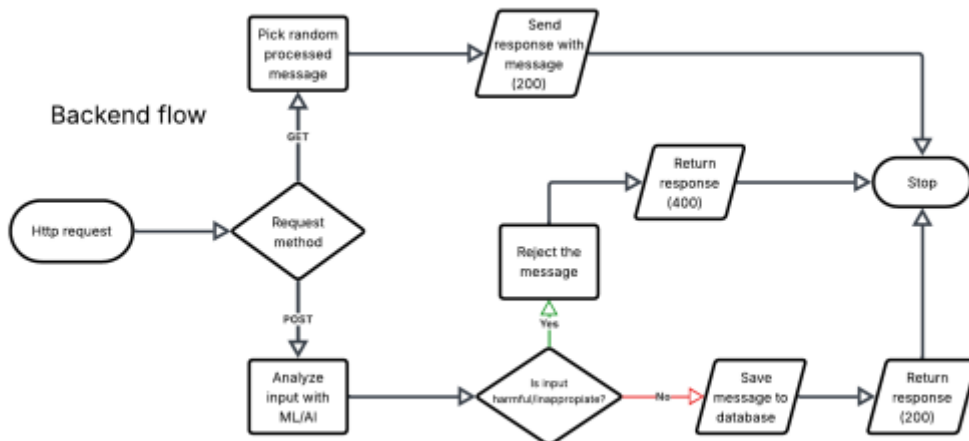 Pick random
processed
message
Send
response with
message
(200)
Backend flow
GET
Return
response
(400)
Stop
Http request
Request
method
Reject the
message
POST
Yes
Analyze
input with
ML/AI
Is input
harmful/inappropiate?
No
Save
message to
database
Return
response
(200)